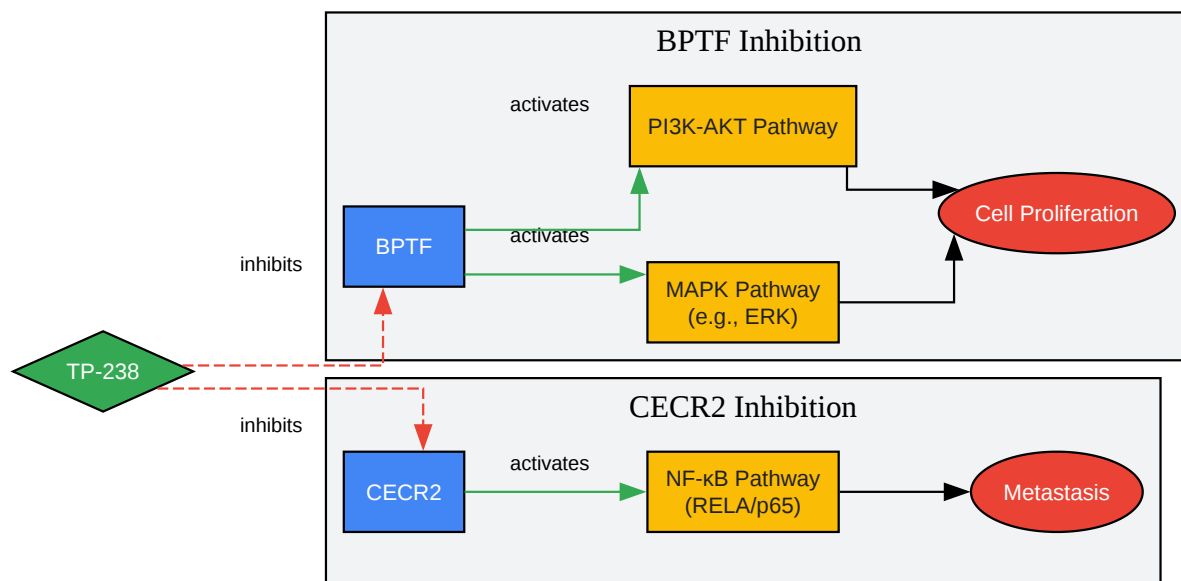 BPTF Inhibition
activates
PI3K-AKT Pathway
Cell Proliferation
activates
BPTF
inhibits
MAPK Pathway
(e.g., ERK)
TP-238
CECR2 Inhibition
inhibits
activates
CECR2
NF-κB Pathway
(RELA/p65)
Metastasis